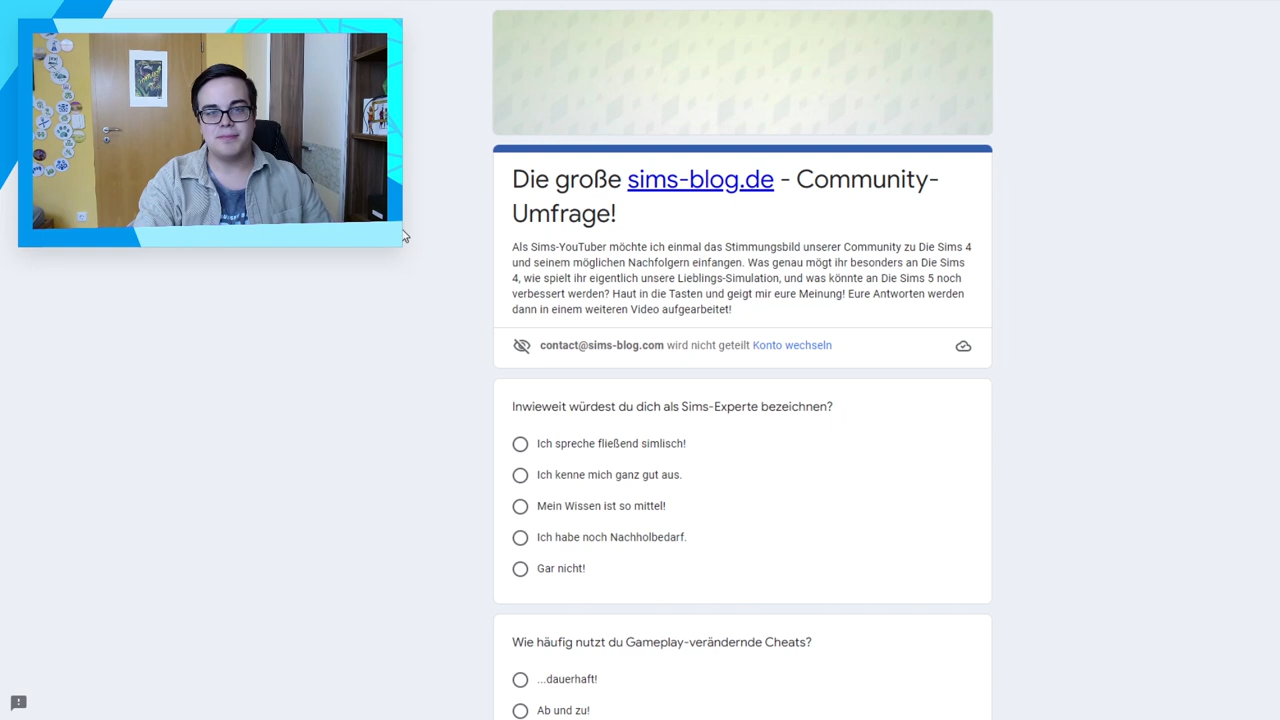 Die große sims-blog.de - Community-
Umfrage!
Als Sims-YouTuber möchte ich einmal das Stimmungsbild unserer Community zu Die Sims 4
und seinem möglichen Nachfolgern einfangen. Was genau mögt ihr besonders an Die Sims
4, wie spielt ihr eigentlich unsere Lieblings-Simulation, und was könnte an Die Sims 5 noch
verbessert werden? Haut in die Tasten und geigt mir eure Meinung! Eure Antworten werden
dann in einem weiteren Video aufgearbeitet!
contact@sims-blog.com wird nicht geteilt Konto wechseln
Inwieweit würdest du dich als Sims-Experte bezeichnen?
Ich spreche fließend simlisch!
Ich kenne mich ganz gut aus.
Mein Wissen ist so mittel!
Ich habe noch Nachholbedarf.
Gar nicht!
Wie häufig nutzt du Gameplay-verändernde Cheats?
...dauerhaft!
Ab und zu!